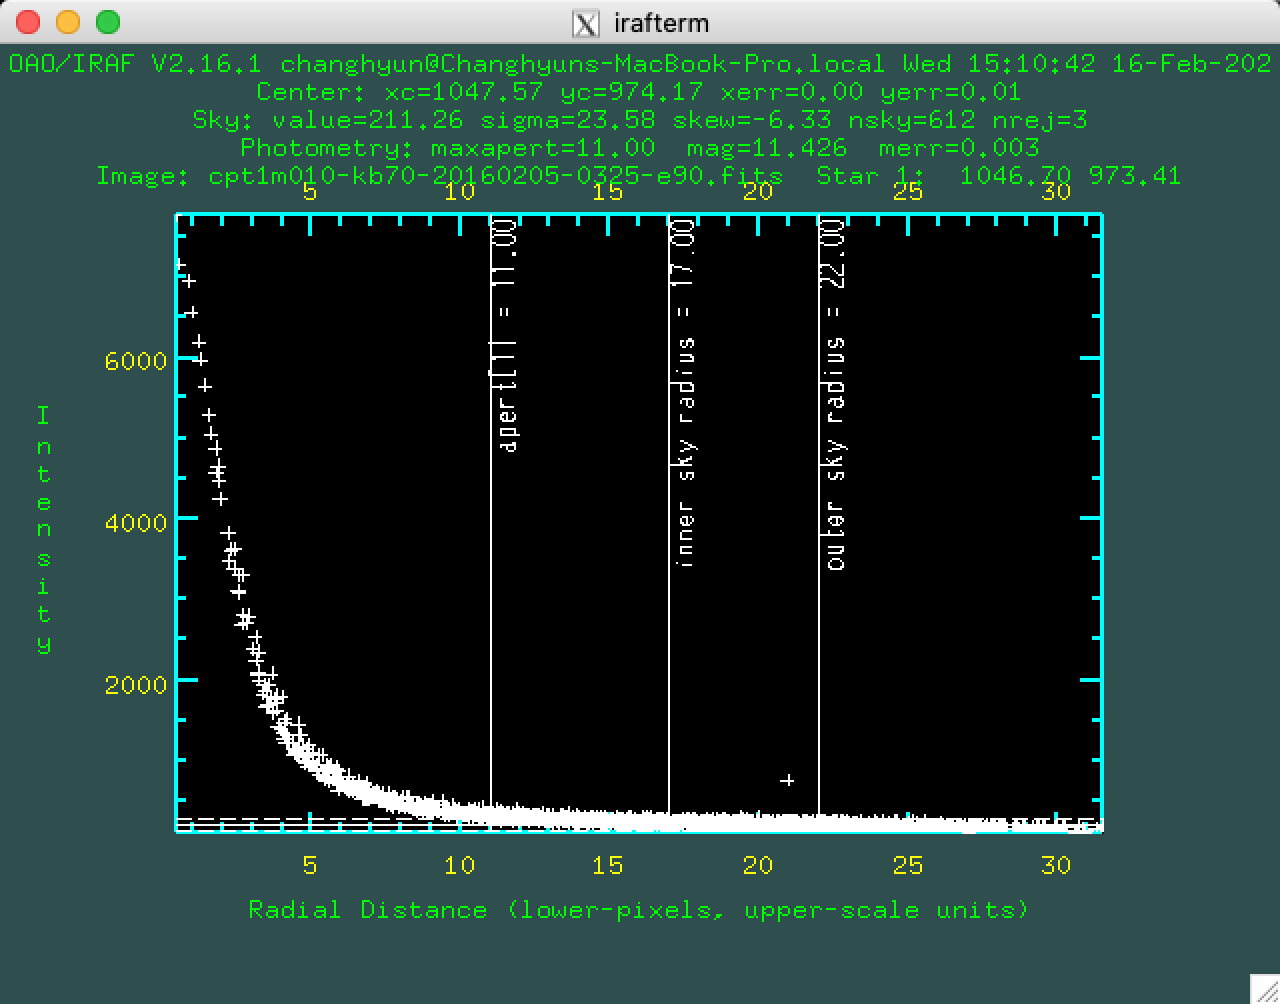 irafterm
OAO/IRAF V2.16.1 changhyun@Changhyuns-MacBook-Pro.local Wed 15:10:42 16-Feb-202
Center: xc=1047.57 yc=974.17 xerr=0.00 yerr=0.01
Sky: value=211.26 sigma=23.58 skew=-6.33 nsky=612 nrej=3
Photometry: maxapert=11.00 mag=11.426 merr=0.003
Image: cpt1m010-kb70-20160205-0325-e90.fits Star 1: 1046.70 973.41
5 10 15 20 25 30
apert[1] = 11.00
inner sky radius = 17.00
outer sky radius = 22.00
6000
4000
2000
Intensity
5 10 15 20 25 30
Radial Distance (lower-pixels, upper-scale units)